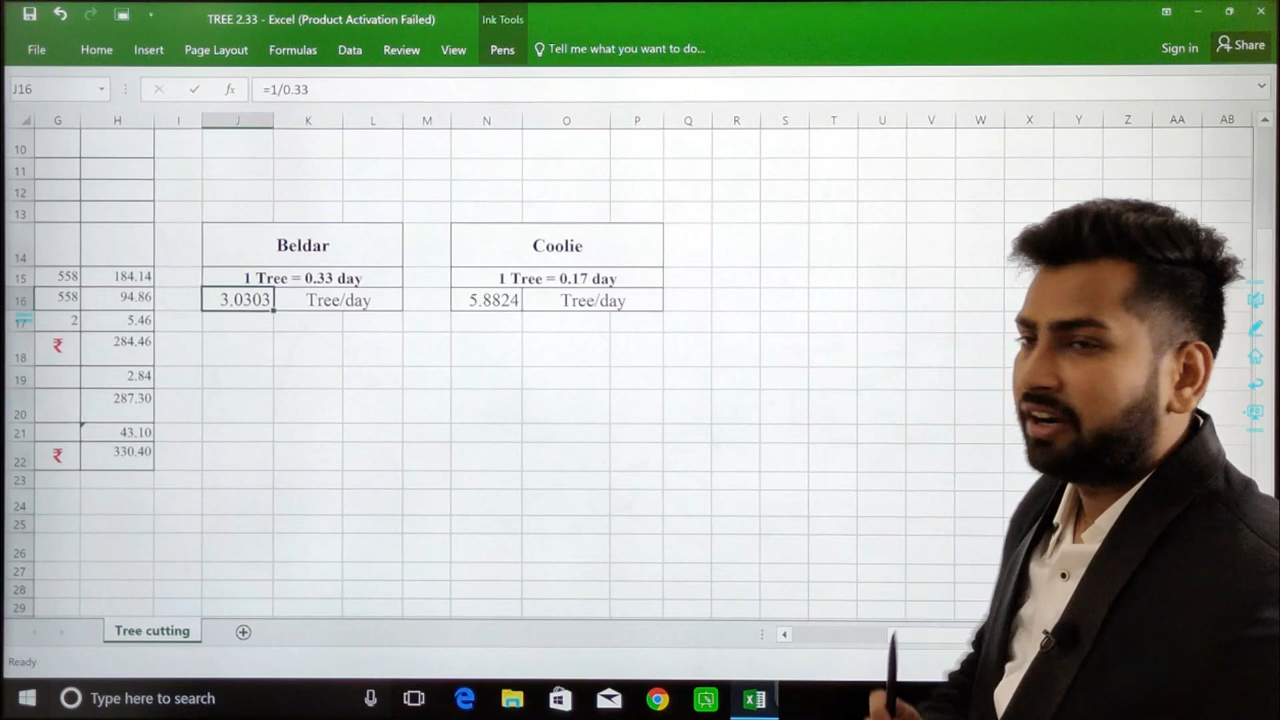 TREE 2.33 - Excel (Product Activation Failed) Ink Tools
File Home Insert Page Layout Formulas Data Review View Pens Tell me what you want to do... Sign in Share
J16 fx =1/0.33
G H I J K L M N O P Q R S T U V W X Y Z AA AB
10
11
12
13
14 Beldar Coolie
15 558 184.14 1 Tree = 0.33 day 1 Tree = 0.17 day
16 558 94.86 3.0303 Tree/day 5.8824 Tree/day
17 2 5.46
18 ₹ 284.46
19 2.84
20 287.30
21 43.10
22 ₹ 330.40
23
24
25
26
27
28
29
Tree cutting
Ready
Type here to search